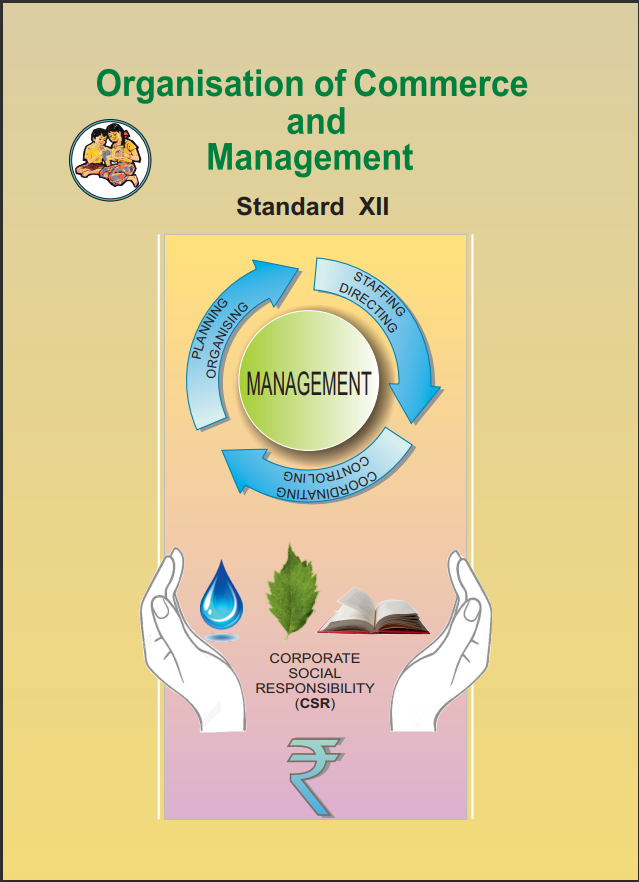 Organisation of Commerce
and
Management
Standard XII
PLANNING
ORGANISING
STAFFING
DIRECTING
MANAGEMENT
CONTROLING
COORDINATING
CORPORATE
SOCIAL
RESPONSIBILITY
(CSR)
₹